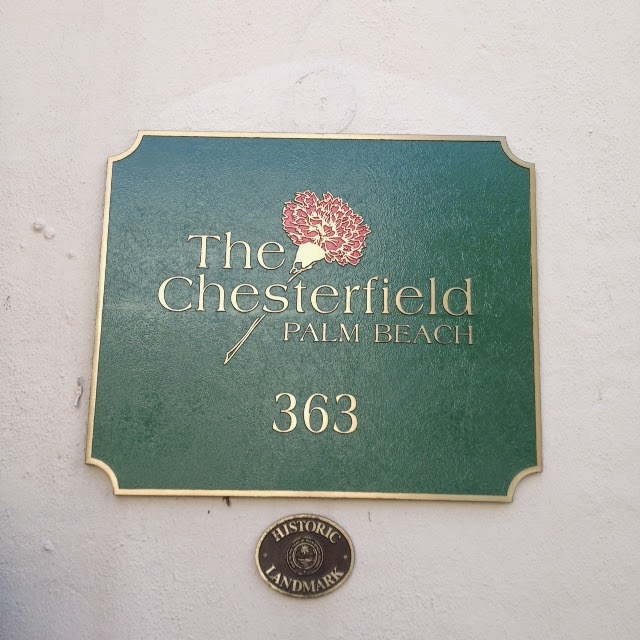 The
Chesterfield
PALM BEACH
363
HISTORIC
LANDMARK